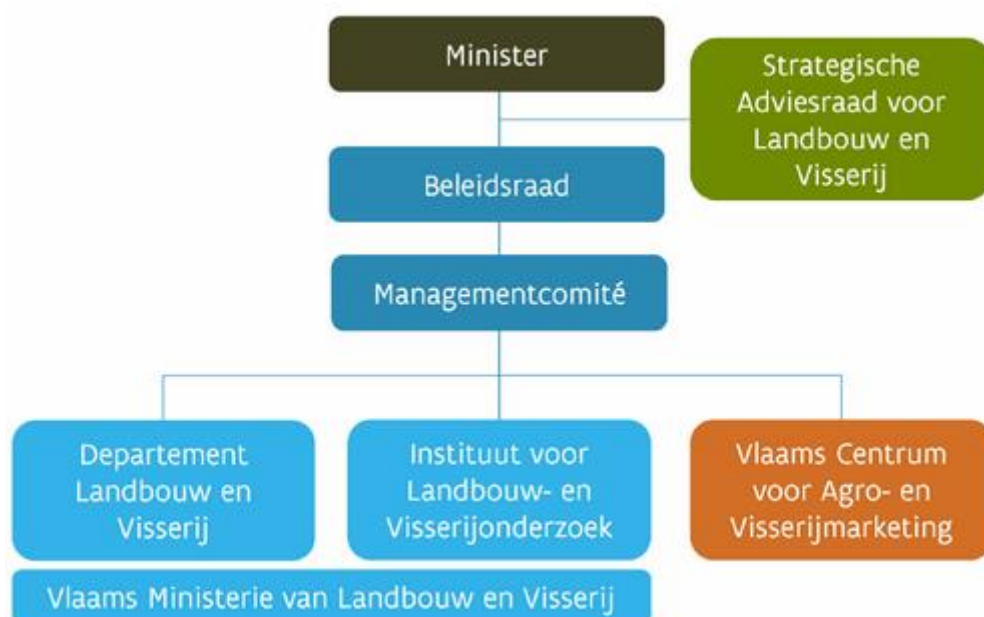 Minister
Strategische
Adviesraad voor
Landbouw en
Visserij
Beleidsraad
Managementcomité
Departement
Landbouw en
Visserij
Instituut voor
Landbouw- en
Visserijonderzoek
Vlaams Centrum
voor Agro- en
Visserijmarketing
Vlaams Ministerie van Landbouw en Visserij